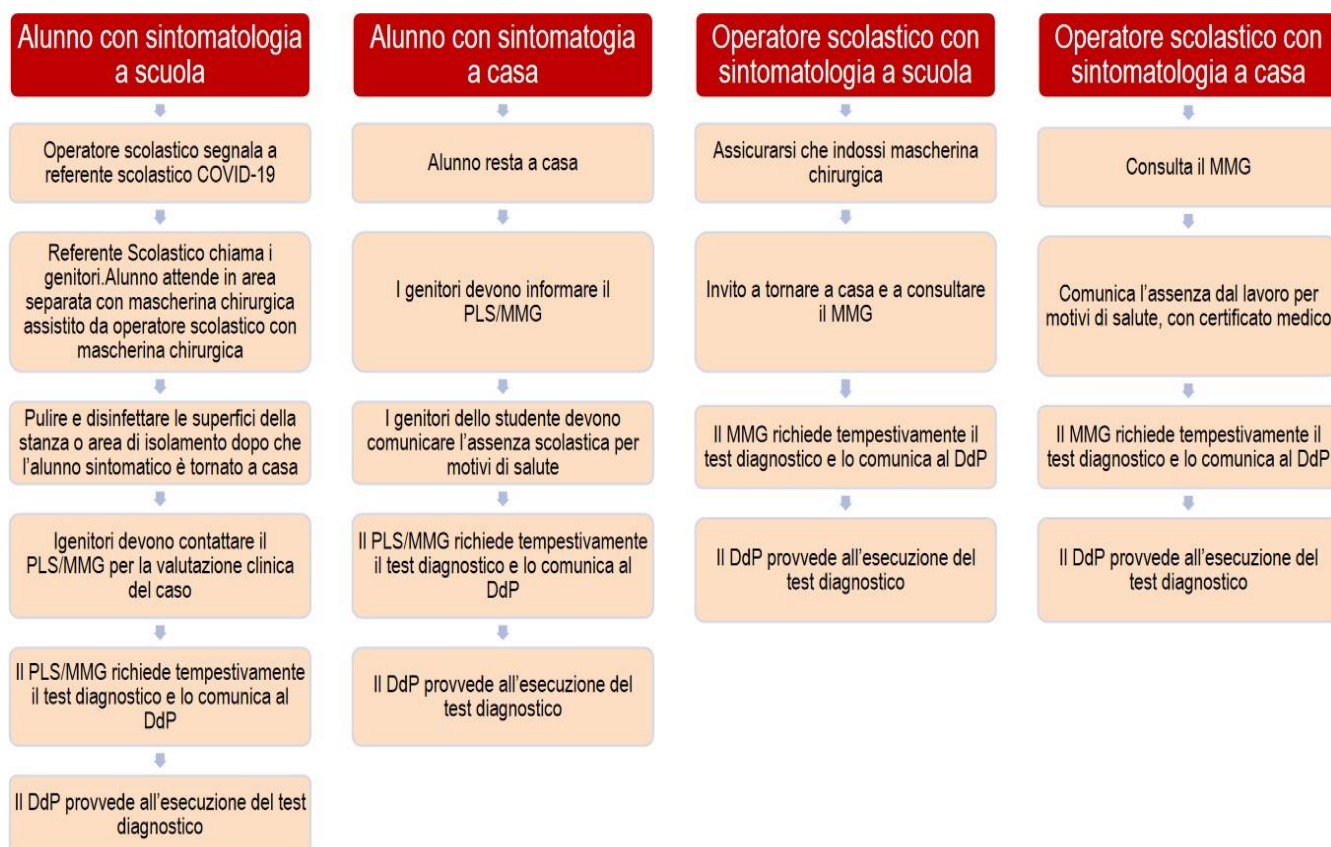 Alunno con sintomatologia
a scuola
Operatore scolastico segnala a
referente scolastico COVID-19
Referente Scolastico chiama i
genitori.Alunno attende in area
separata con mascherina chirurgica
assistito da operatore scolastico con
mascherina chirurgica
Pulire e disinfettare le superfici della
stanza o area di isolamento dopo che
l'alunno sintomatico è tornato a casa
Igenitori devono contattare il
PLS/MMG per la valutazione clinica
del caso
Il PLS/MMG richiede tempestivamente
il test diagnostico e lo comunica al
DdP
Il DdP provvede all'esecuzione del test
diagnostico
Alunno con sintomatogia
a casa
Alunno resta a casa
I genitori devono informare il
PLS/MMG
I genitori dello studente devono
comunicare l'assenza scolastica per
motivi di salute
Il PLS/MMG richiede tempestivamente
il test diagnostico e lo comunica al
DdP
Il DdP provvede all'esecuzione del
test diagnostico
Operatore scolastico con
sintomatologia a scuola
Assicurarsi che indossi mascherina
chirurgica
Invito a tornare a casa e a consultare
il MMG
Il MMG richiede tempestivamente il
test diagnostico e lo comunica al DdP
Il DdP provvede all'esecuzione del
test diagnostico
Operatore scolastico con
sintomatologia a casa
Consulta il MMG
Comunica l'assenza dal lavoro per
motivi di salute, con certificato medico
Il MMG richiede tempestivamente il
test diagnostico e lo comunica al DdP
Il DdP provvede all'esecuzione del
test diagnostico